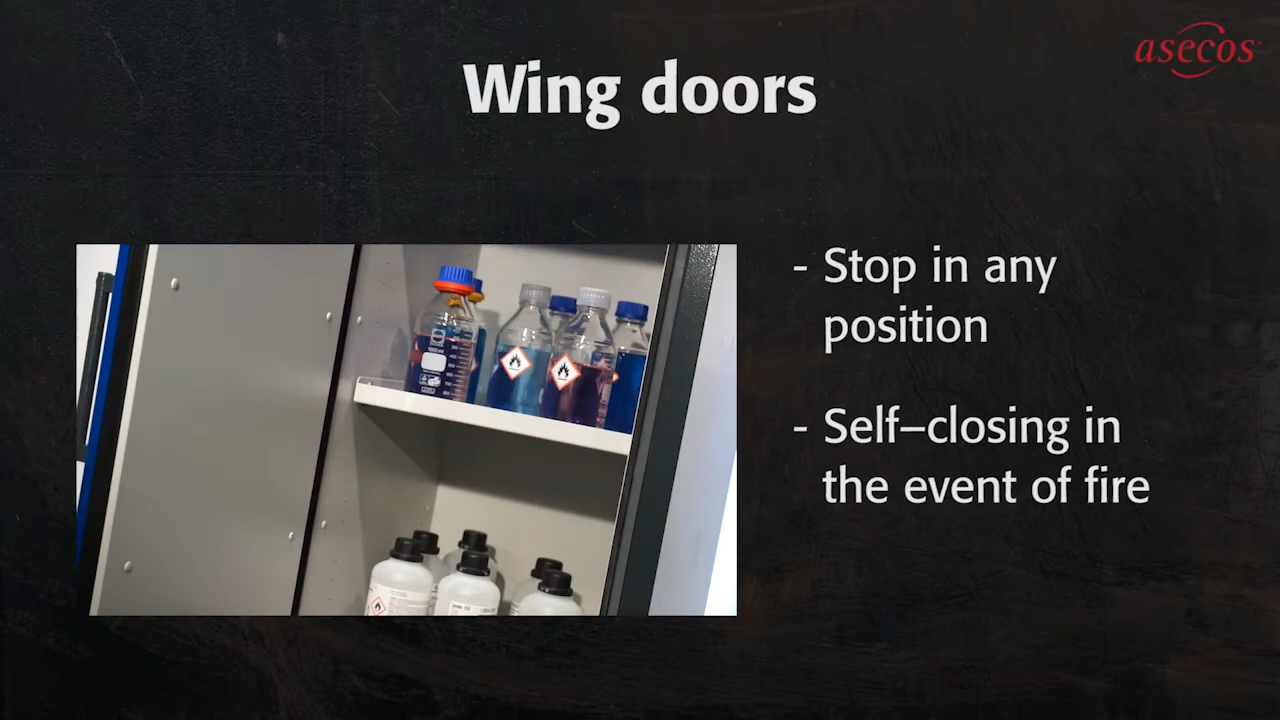 asecos
Wing doors
- Stop in any
position
- Self–closing in
the event of fire